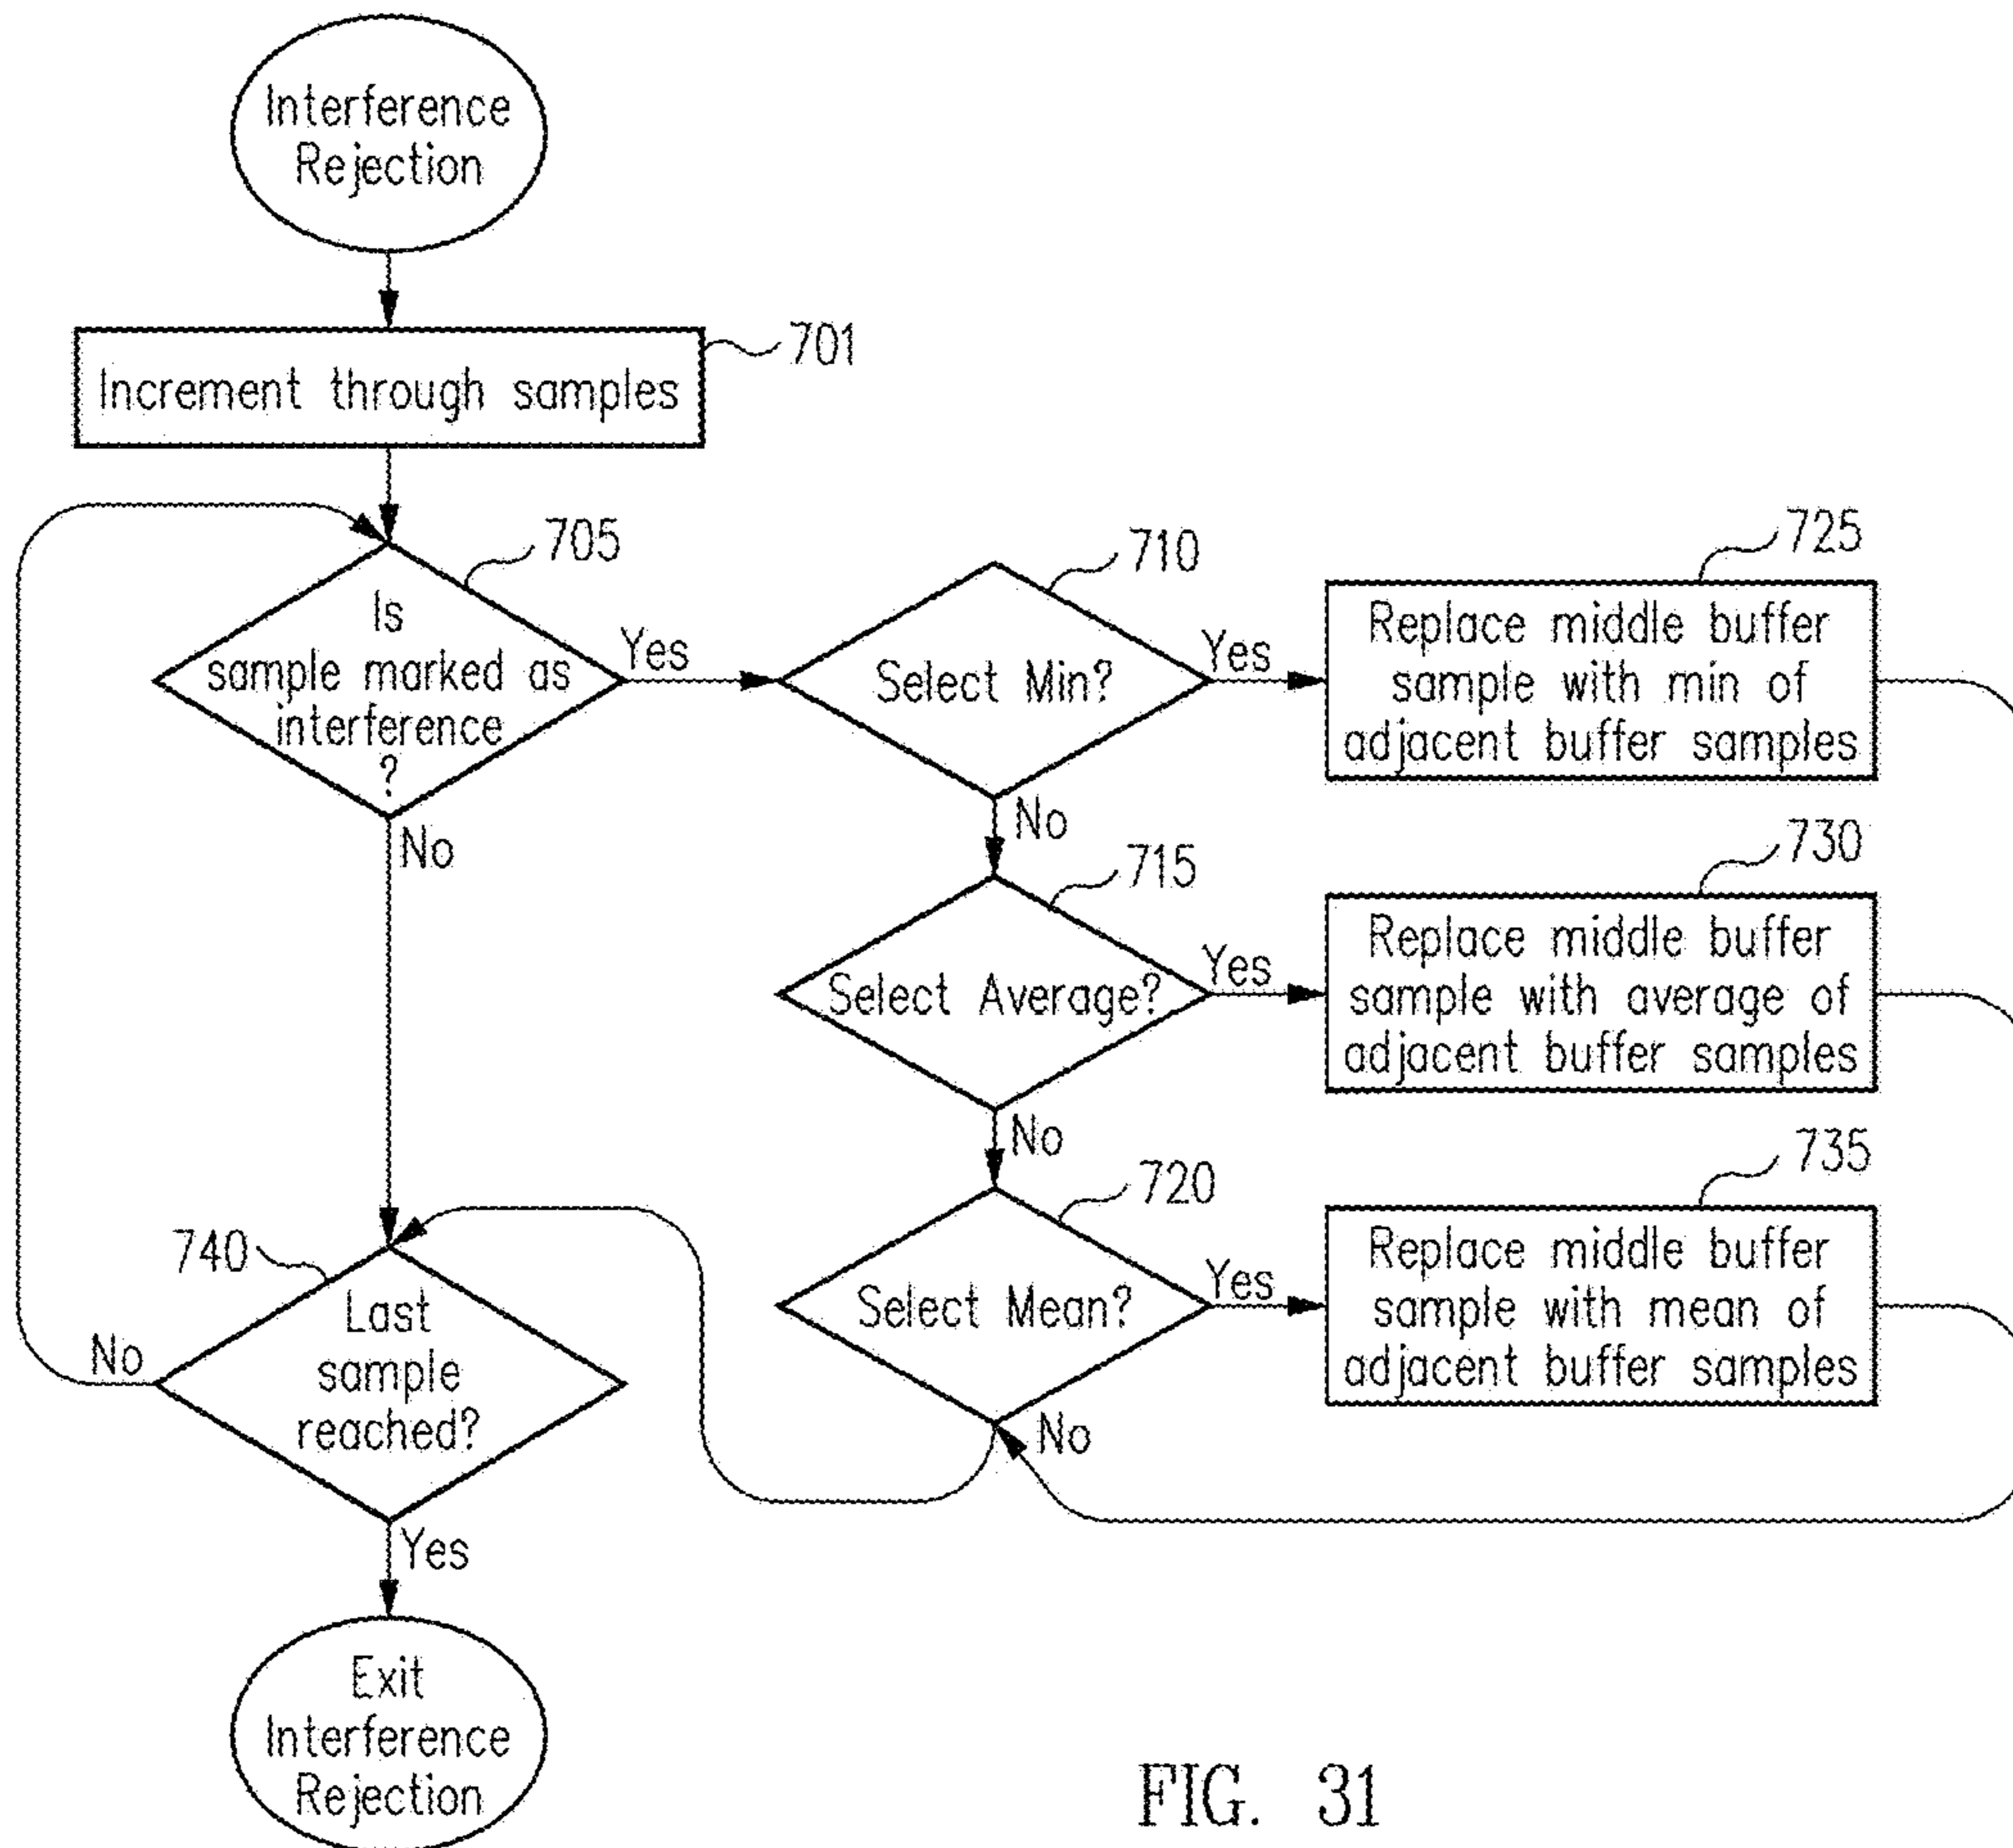 Interference
Rejection
701
Increment through samples
705
Is
sample marked as
interference
?
Yes
No
710
Select Min?
Yes
No
725
Replace middle buffer
sample with min of
adjacent buffer samples
715
Select Average?
Yes
No
730
Replace middle buffer
sample with average of
adjacent buffer samples
720
Select Mean?
Yes
No
735
Replace middle buffer
sample with mean of
adjacent buffer samples
740
Last
sample
reached?
No
Yes
Exit
Interference
Rejection
FIG. 31